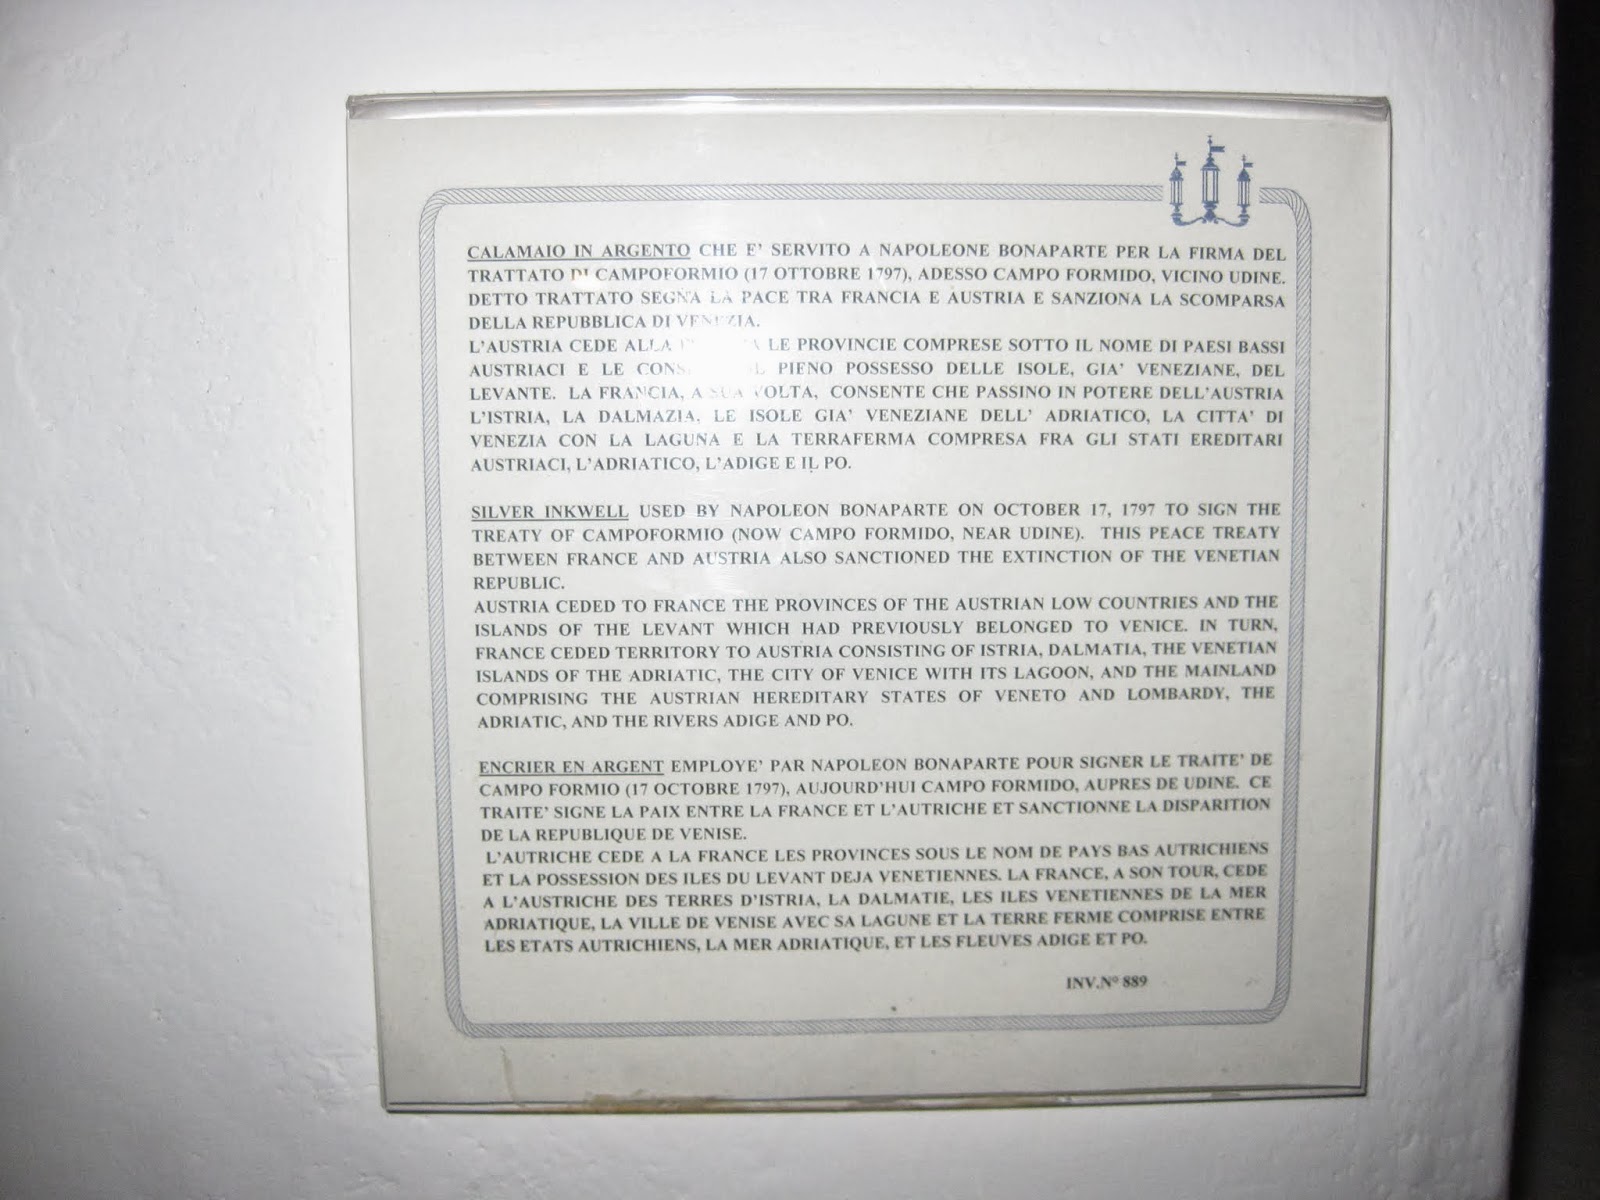 CALAMAIO IN ARGENTO CHE E' SERVITO A NAPOLEONE BONAPARTE PER LA FIRMA DEL
TRATTATO DI CAMPOFORMIO (17 OTTOBRE 1797), ADESSO CAMPO FORMIDO, VICINO UDINE.
DETTO TRATTATO SEGNA LA PACE TRA FRANCIA E AUSTRIA E SANZIONA LA SCOMPARSA
DELLA REPUBBLICA DI VENEZIA.
L'AUSTRIA CEDE ALLA LE PROVINCIE COMPRESE SOTTO IL NOME DI PAESI BASSI
AUSTRIACI E LE PIENO POSSESSO DELLE ISOLE, GIA' VENEZIANE, DEL
LEVANTE. LA FRANCIA, A SUA VOLTA, CONSENTE CHE PASSINO IN POTERE DELL'AUSTRIA
L'ISTRIA, LA DALMAZIA, LE ISOLE GIA' VENEZIANE DELL' ADRIATICO, LA CITTA' DI
VENEZIA CON LA LAGUNA E LA TERRAFERMA COMPRESA FRA GLI STATI EREDITARI
AUSTRIACI, L'ADRIATICO, L'ADIGE E IL PO.
SILVER INKWELL USED BY NAPOLEON BONAPARTE ON OCTOBER 17, 1797 TO SIGN THE
TREATY OF CAMPOFORMIO (NOW CAMPO FORMIDO, NEAR UDINE). THIS PEACE TREATY
BETWEEN FRANCE AND AUSTRIA ALSO SANCTIONED THE EXTINCTION OF THE VENETIAN
REPUBLIC.
AUSTRIA CEDED TO FRANCE THE PROVINCES OF THE AUSTRIAN LOW COUNTRIES AND THE
ISLANDS OF THE LEVANT WHICH HAD PREVIOUSLY BELONGED TO VENICE. IN TURN,
FRANCE CEDED TERRITORY TO AUSTRIA CONSISTING OF ISTRIA, DALMATIA, THE VENETIAN
ISLANDS OF THE ADRIATIC, THE CITY OF VENICE WITH ITS LAGOON, AND THE MAINLAND
COMPRISING THE AUSTRIAN HEREDITARY STATES OF VENETO AND LOMBARDY, THE
ADRIATIC, AND THE RIVERS ADIGE AND PO.
ENCRIER EN ARGENT EMPLOYE' PAR NAPOLEON BONAPARTE POUR SIGNER LE TRAITE' DE
CAMPO FORMIO (17 OCTOBRE 1797), AUJOURD'HUI CAMPO FORMIDO, AUPRES DE UDINE. CE
TRAITE' SIGNE LA PAIX ENTRE LA FRANCE ET L'AUTRICHE ET SANCTIONNE LA DISPARITION
DE LA REPUBLIQUE DE VENISE.
L'AUTRICHE CEDE A LA FRANCE LES PROVINCES SOUS LE NOM DE PAYS BAS AUTRICHIENS
ET LA POSSESSION DES ILES DU LEVANT DEJA VENETIENNES. LA FRANCE, A SON TOUR, CEDE
A L'AUSTRICHE DES TERRES D'ISTRIA, LA DALMATIE, LES ILES VENETIENNES DE LA MER
ADRIATIQUE, LA VILLE DE VENISE AVEC SA LAGUNE ET LA TERRE FERME COMPRISE ENTRE
LES ETATS AUTRICHIENS, LA MER ADRIATIQUE, ET LES FLEUVES ADIGE ET PO.
INV.N° 889